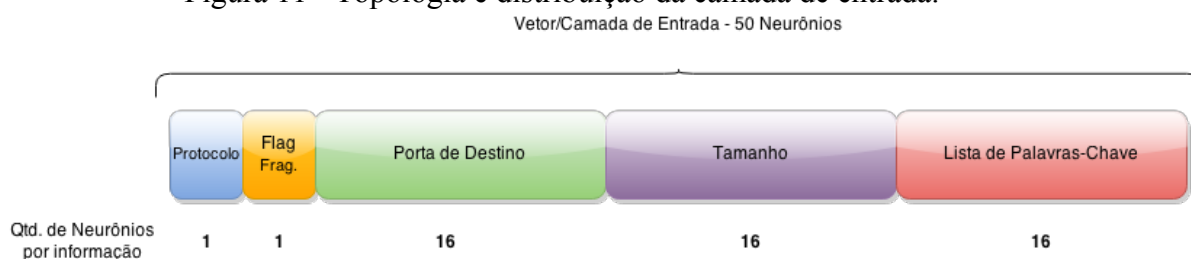 Figura 11 - Topologia e distribuição da camada de entrada.
Vetor/Camada de Entrada - 50 Neurônios
Protocolo
Flag
Frag.
Porta de Destino
Tamanho
Lista de Palavras-Chave
Qtd. de Neurônios
por informação
1 1 16 16 16